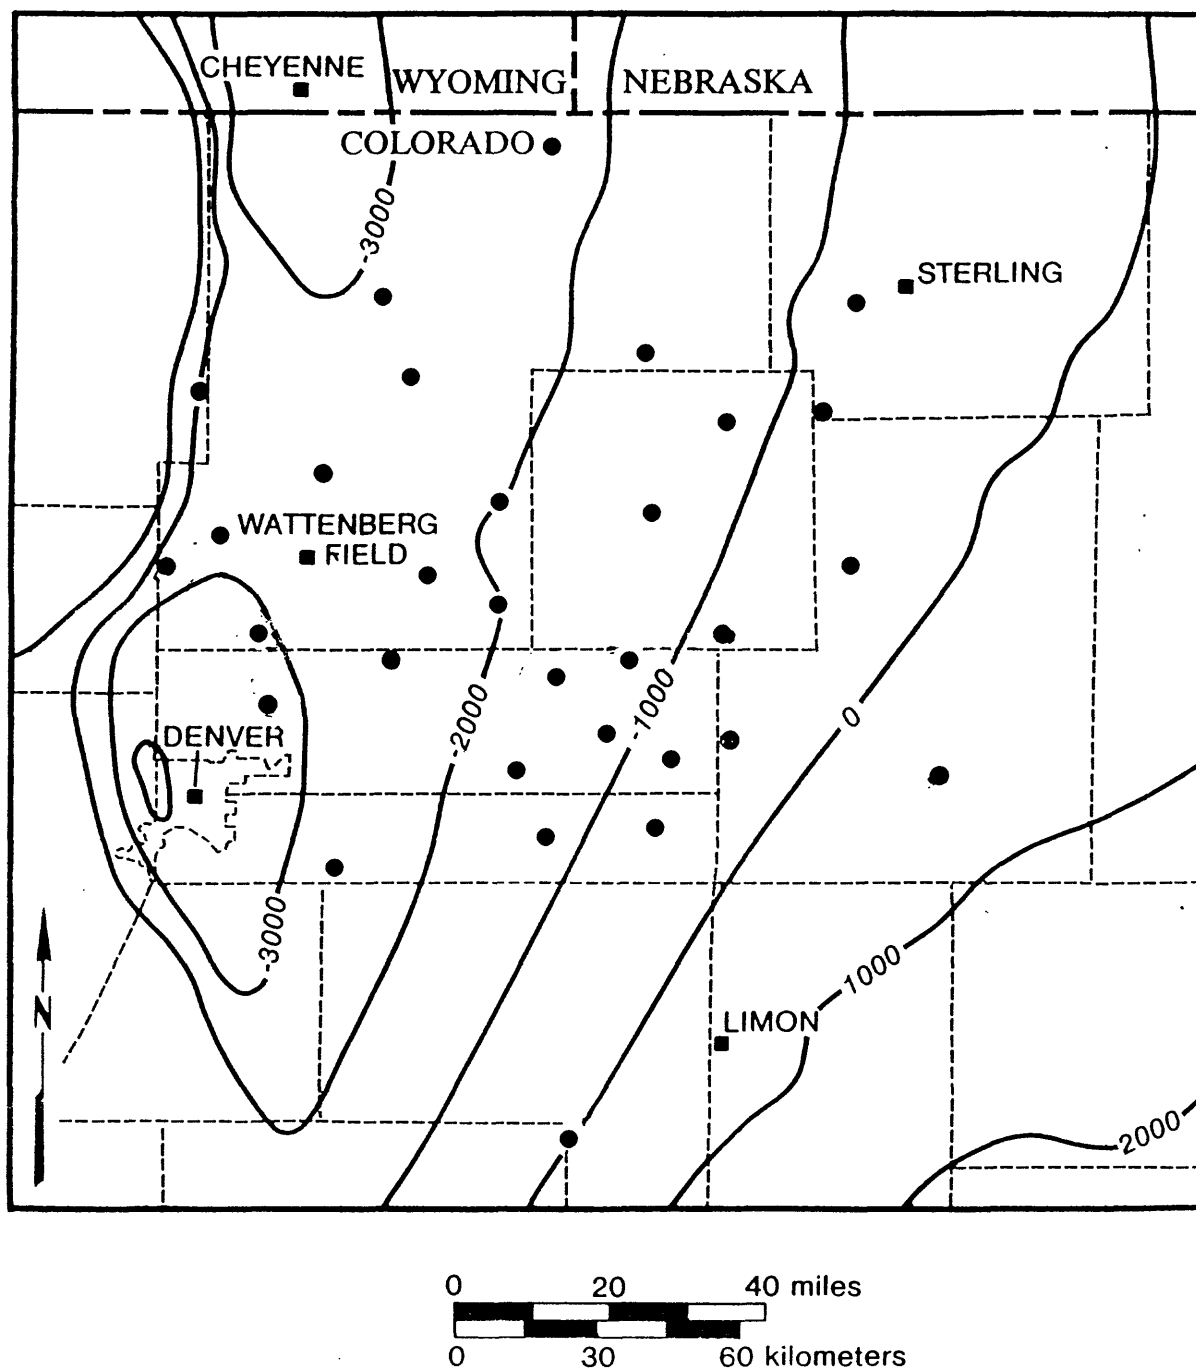 CHEYENNE
WYOMING
NEBRASKA
COLORADO
-3000
STERLING
WATTENBERG
FIELD
-2000
-1000
0
DENVER
-3000
1000
N
LIMON
2000
0 20 40 miles
0 30 60 kilometers